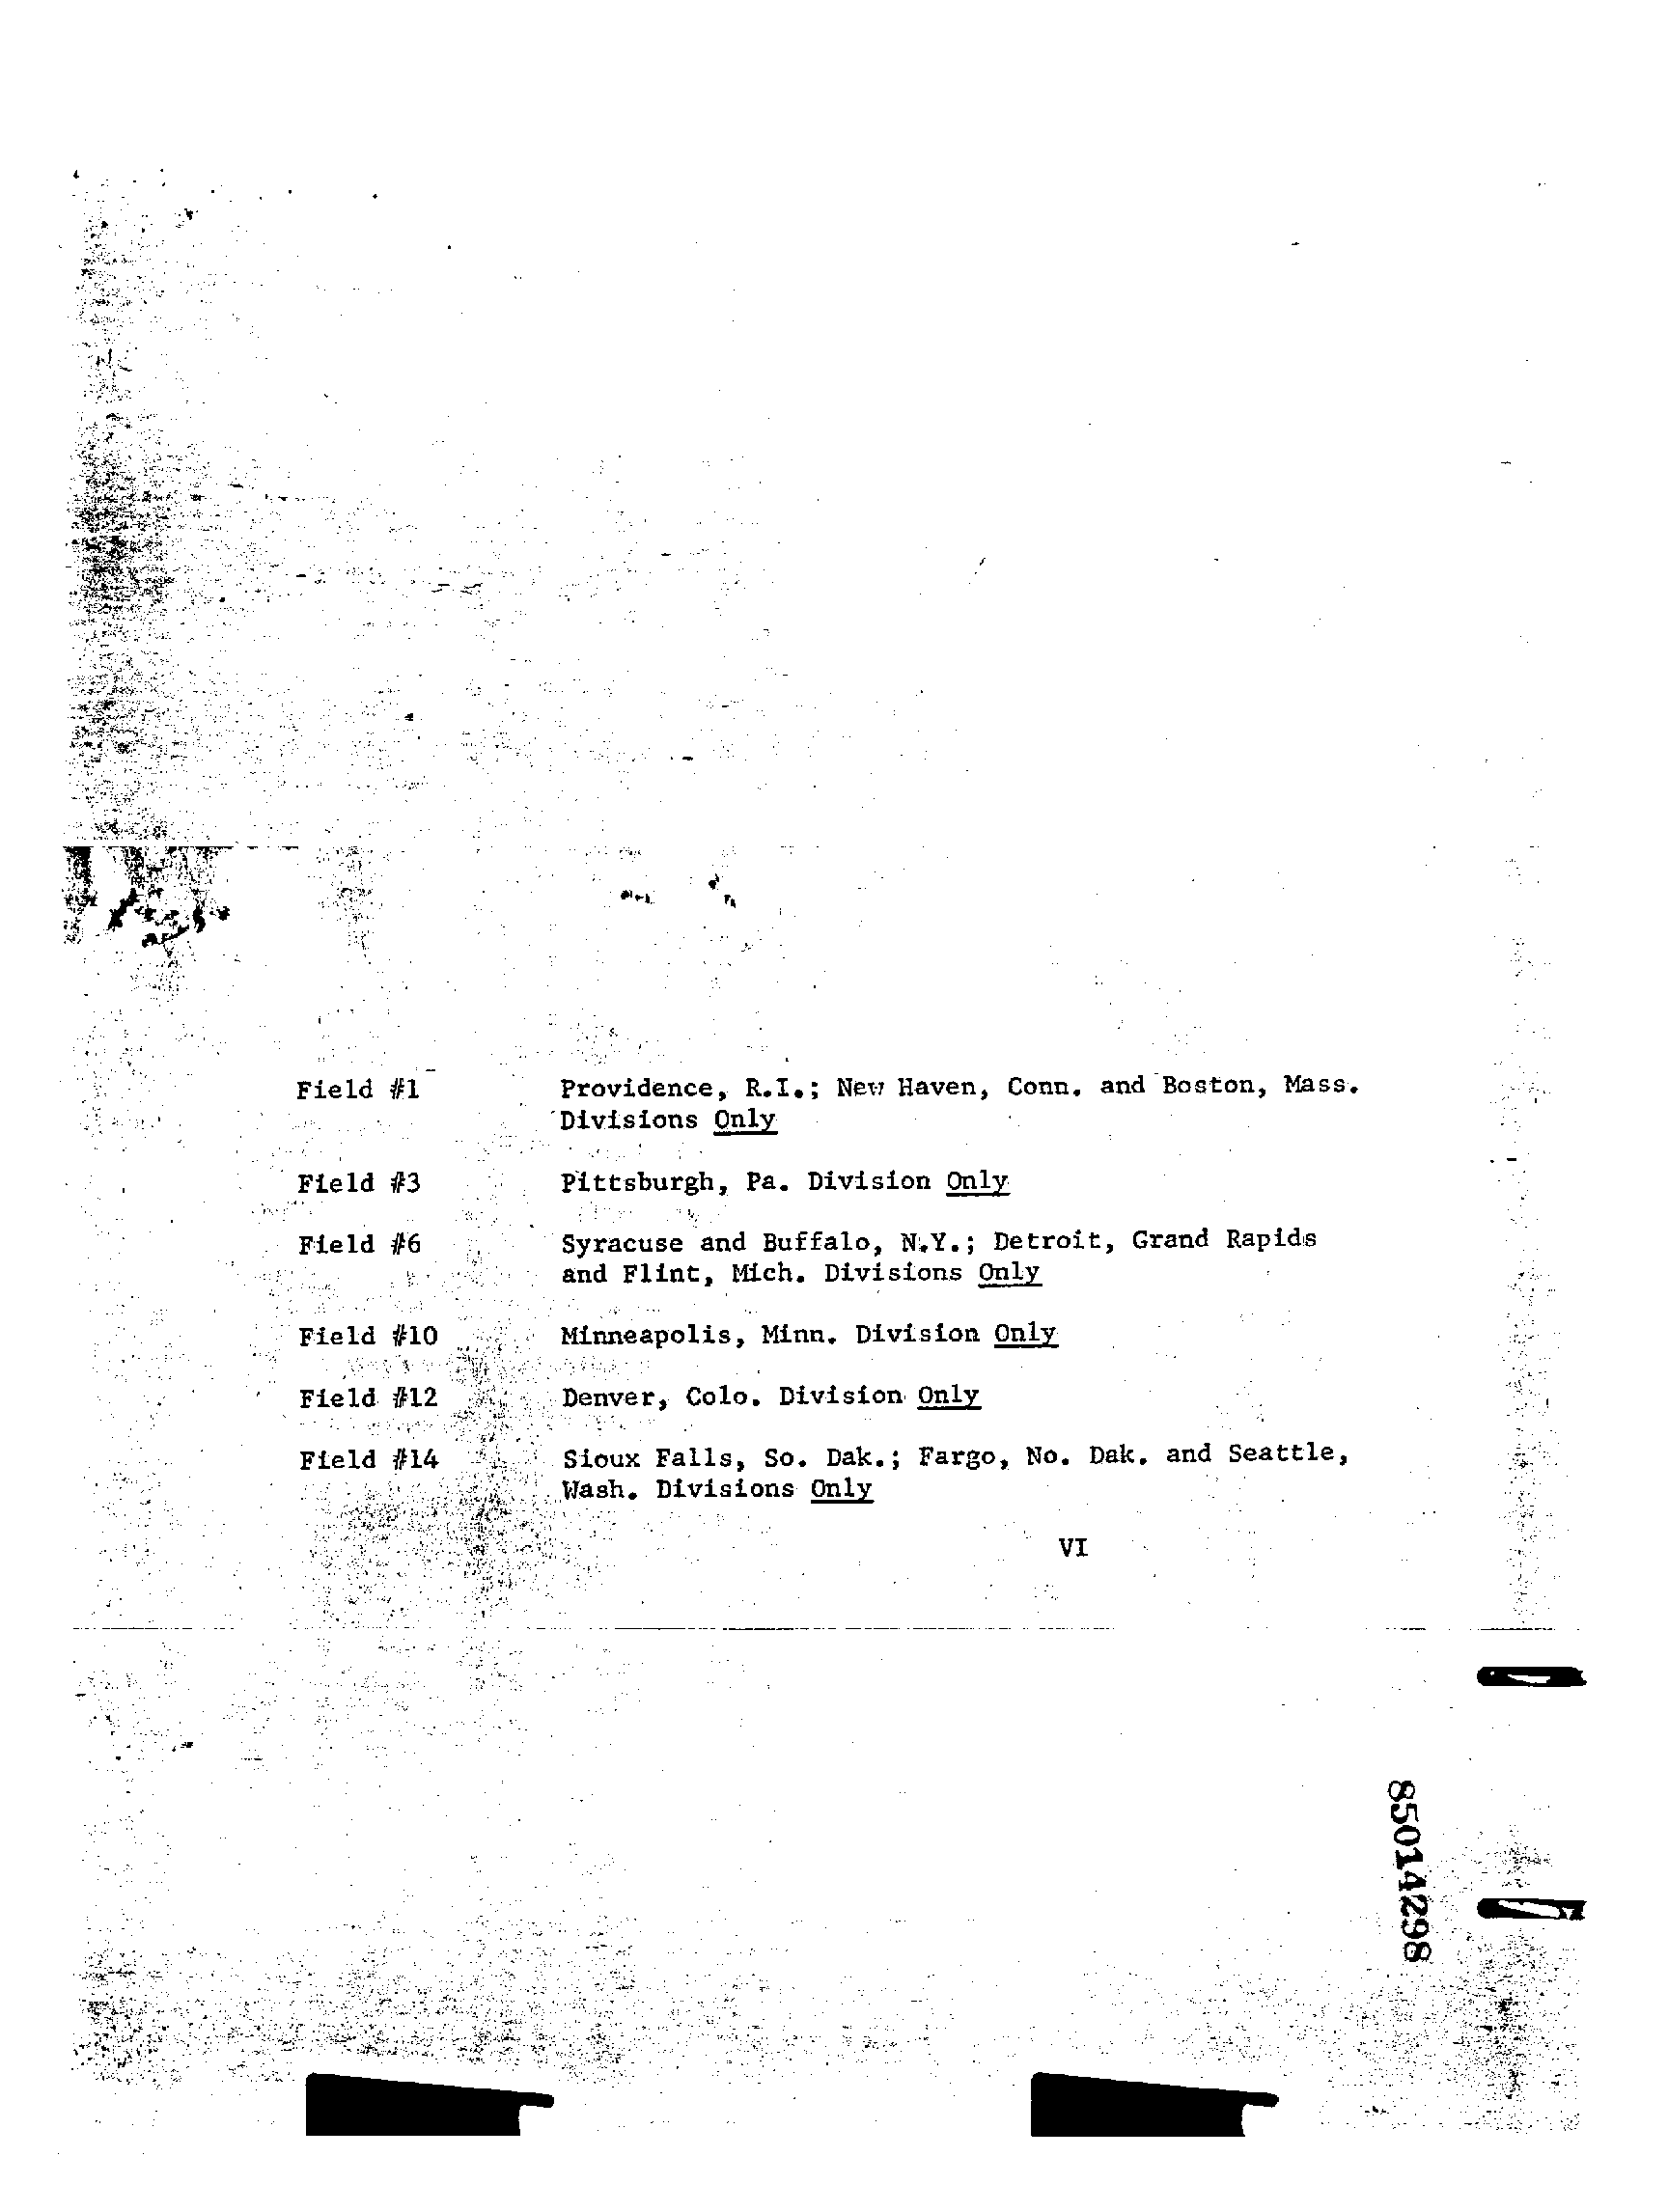 Field #1 Providence, R.I.; New Haven, Conn. and Boston, Mass.
Divisions Only
Field #3 Pittsburgh, Pa. Division Only
Field #6 Syracuse and Buffalo, N.Y.; Detroit, Grand Rapids
and Flint, Mich. Divisions Only
Field #10 Minneapolis, Minn. Division Only
Field #12 Denver, Colo. Division Only
Field #14 Sioux Falls, So. Dak.; Fargo, No. Dak. and Seattle,
Wash. Divisions Only
VI
85014298